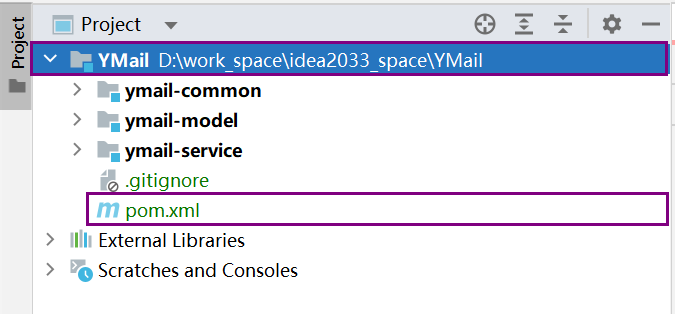 Project
Project
YMail D:\work_space\idea2033_space\YMail
ymail-common
ymail-model
ymail-service
.gitignore
m pom.xml
External Libraries
Scratches and Consoles